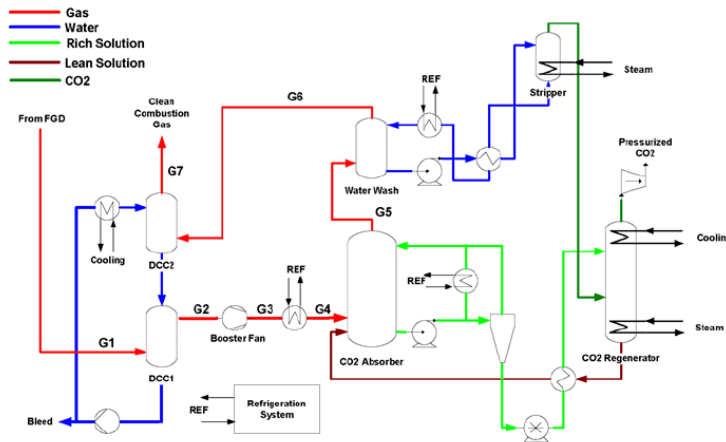 Gas
Water
Rich Solution
Lean Solution
CO2
From FGD
Clean
Combustion
Gas
G7
G6
REF
Stripper
Steam
Pressurized
CO2
Water Wash
G5
Cooling
DCC2
REF
G2
G3
G4
Booster Fan
REF
Coolin
Steam
G1
CO2 Absorber
CO2 Regenerator
DCC1
Bleed
REF
Refrigeration
System